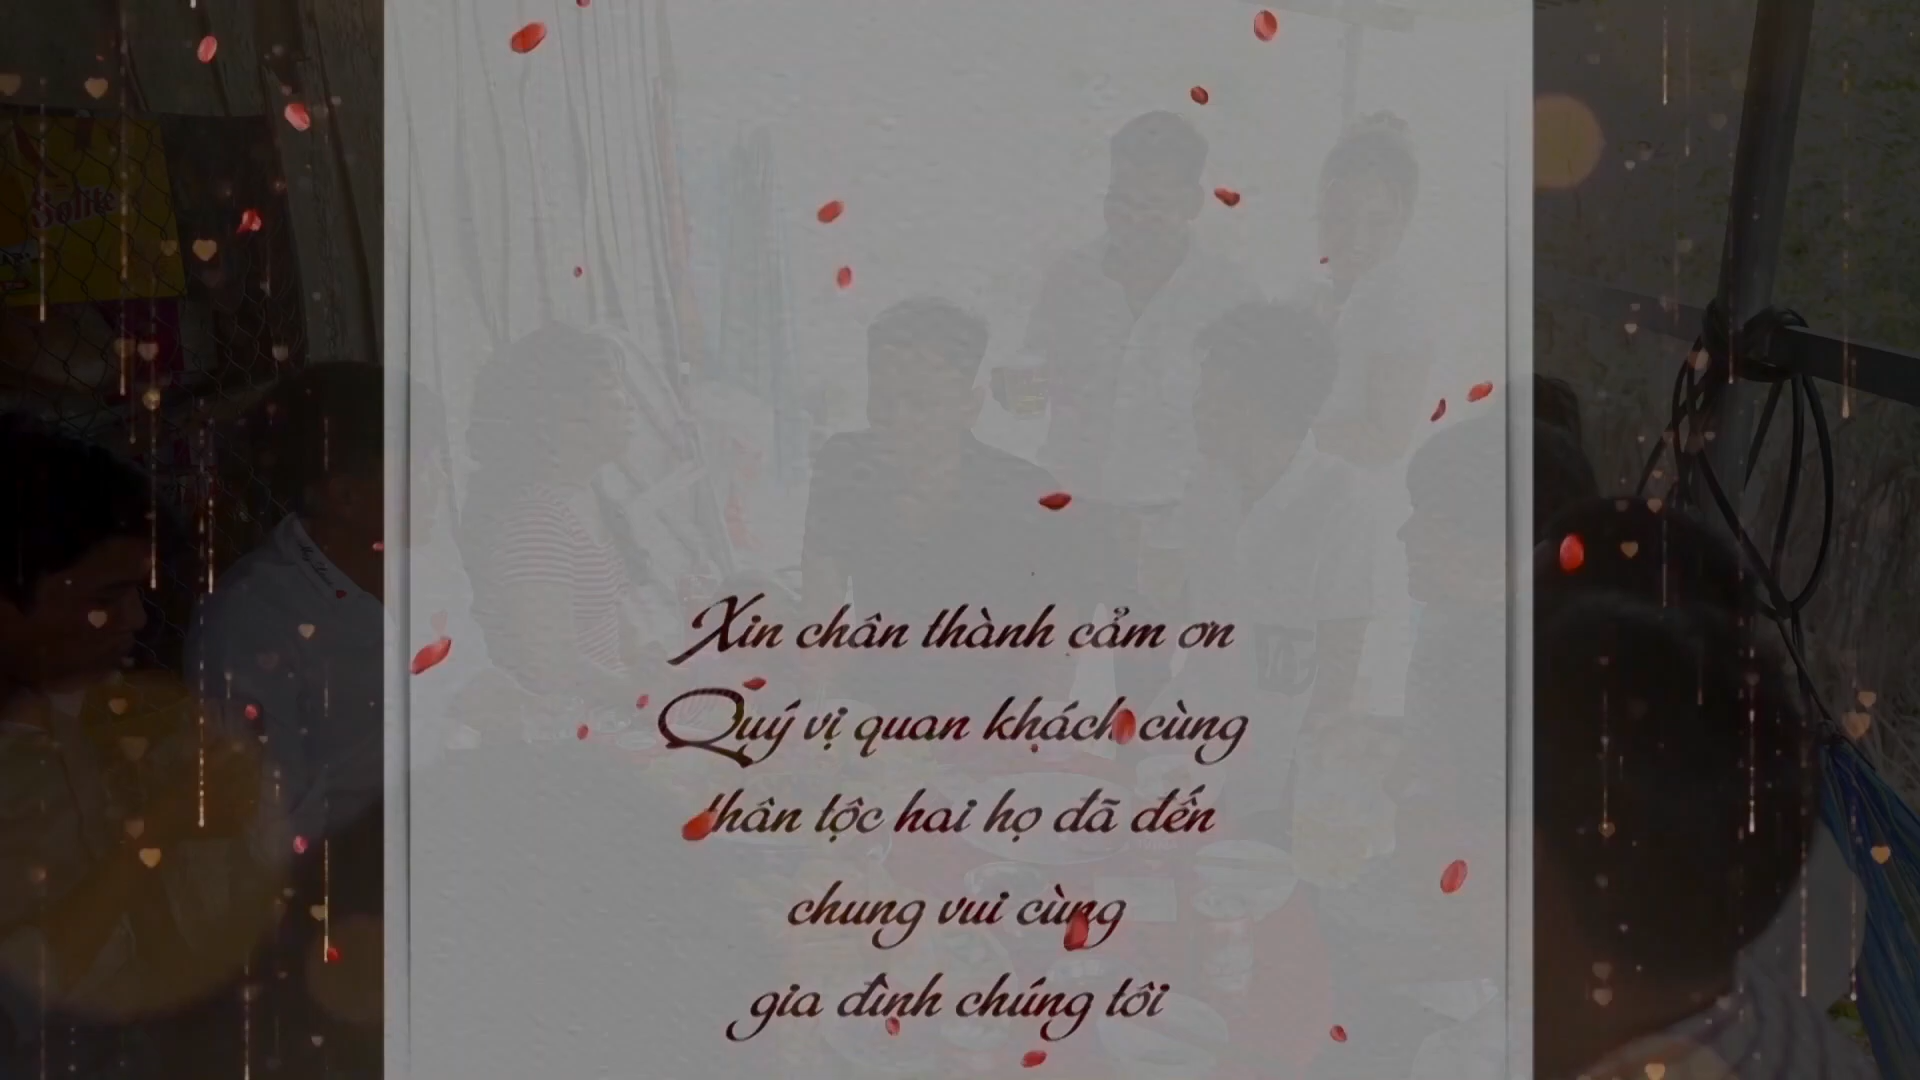 Solite
Xin chân thành cảm ơn
Quý vị quan khách cùng
thân tộc hai họ đã đến
chung vui cùng
gia đình chúng tôi